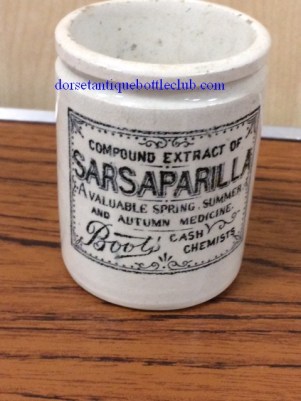 dorsetantiquebottleclub.com
COMPOUND EXTRACT OF
SARSAPARILLA
A VALUABLE SPRING, SUMMER
AND AUTUMN MEDICINE.
Boots CASH
CHEMISTS